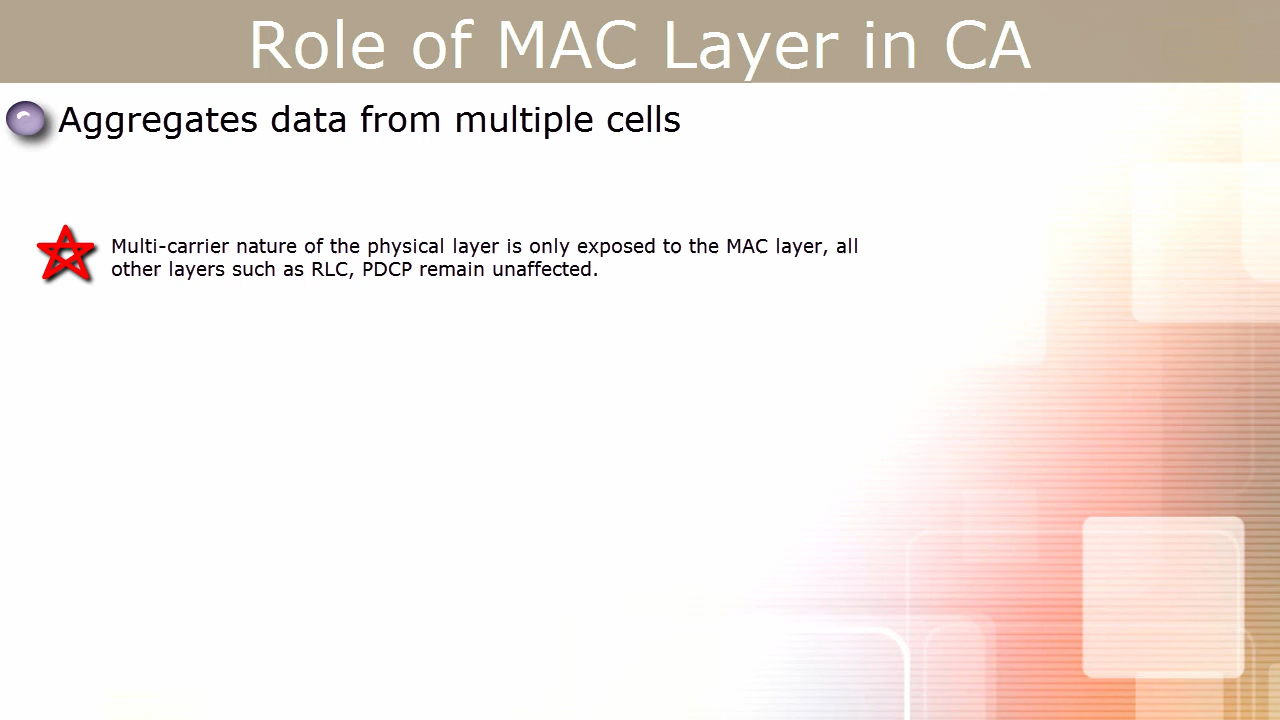 Role of MAC Layer in CA
Aggregates data from multiple cells
Multi-carrier nature of the physical layer is only exposed to the MAC layer, all
other layers such as RLC, PDCP remain unaffected.